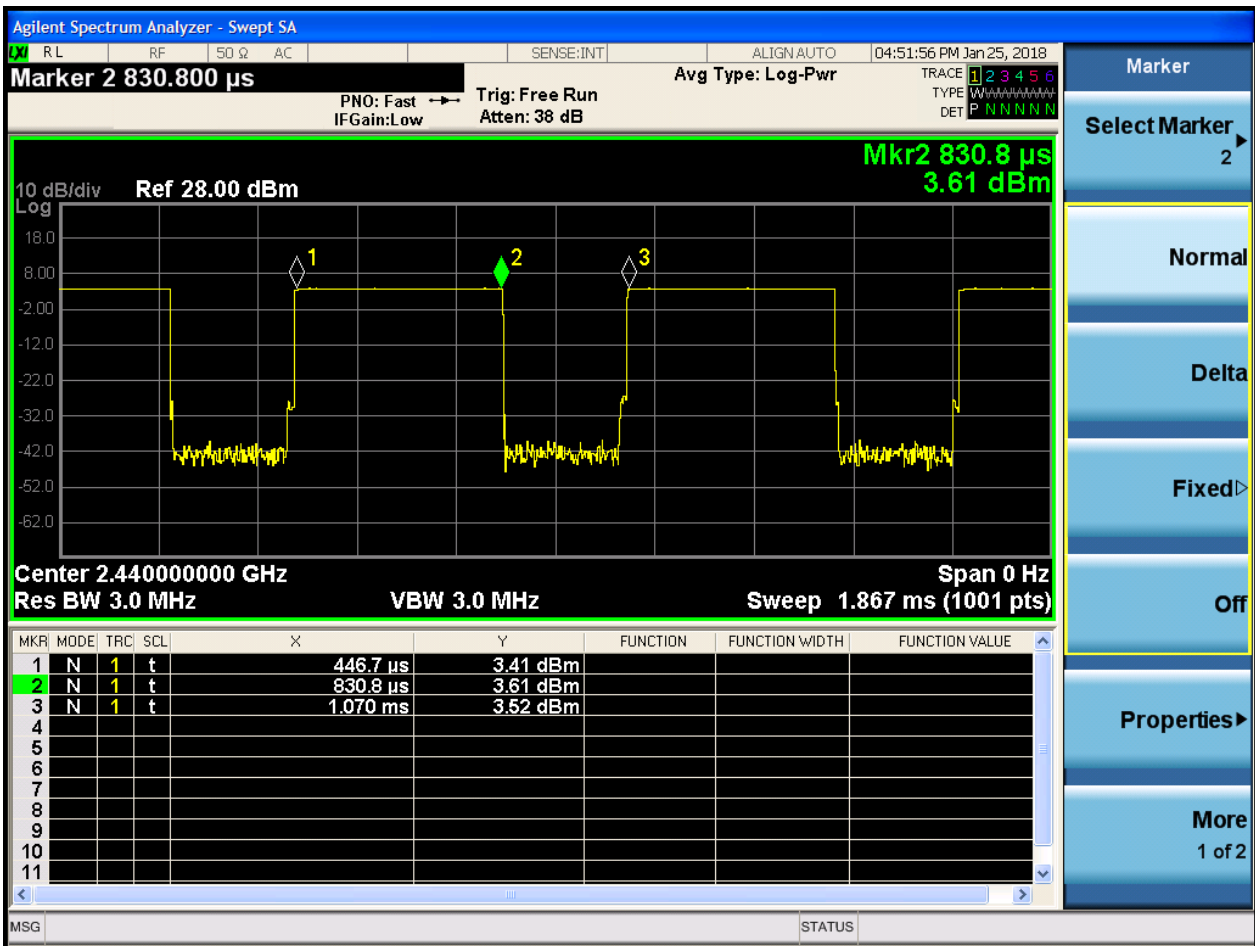 Agilent Spectrum Analyzer - Swept SA
LXI RL RF 50 Ω AC SENSE:INT ALIGN AUTO 04:51:56 PM Jan 25, 2018
Marker 2 830.800 µs
PNO: Fast
IFGain:Low
Trig: Free Run
Atten: 38 dB
Avg Type: Log-Pwr
TRACE 1 2 3 4 5 6
TYPE W
DET P N N N N N
Mkr2 830.8 µs
3.61 dBm
10 dB/div Ref 28.00 dBm
Log
18.0
8.00
-2.00
-12.0
-22.0
-32.0
-42.0
-52.0
-62.0
1
2
3
Center 2.440000000 GHz Span 0 Hz
Res BW 3.0 MHz VBW 3.0 MHz Sweep 1.867 ms (1001 pts)
MKR MODE TRC SCL X Y FUNCTION FUNCTION WIDTH FUNCTION VALUE
1 N 1 t 446.7 µs 3.41 dBm
2 N 1 t 830.8 µs 3.61 dBm
3 N 1 t 1.070 ms 3.52 dBm
4
5
6
7
8
9
10
11
MSG STATUS
Marker
Select Marker
2
Normal
Delta
Fixed
Off
Properties
More
1 of 2